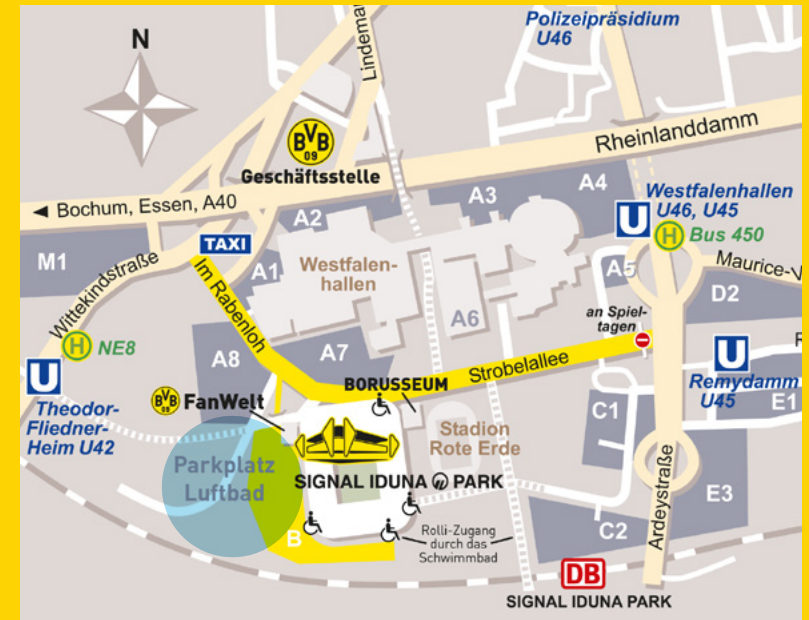 Polizeipräsidium
U46
N
Lindema
BVB
09
Geschäftsstelle
Rheinlanddamm
Bochum, Essen, A40
A2
A3
A4
Westfalenhallen
U46, U45
U
H Bus 450
TAXI
M1
A1
Westfalen-
hallen
A5
Maurice-V
Wittekindstraße
Im Rabenloh
A6
D2
an Spiel-
tagen
H NE8
A8
A7
Strobelallee
U
R
Remydamm
U45
U
BORUSSEUM
Theodor-
Fliedner-
Heim U42
BVB
09
FanWelt
C1
E1
Stadion
Rote Erde
Parkplatz
Luftbad
SIGNAL IDUNA PARK
Ardeystraße
E3
B
Rolli-Zugang
durch das
Schwimmbad
C2
DB
SIGNAL IDUNA PARK